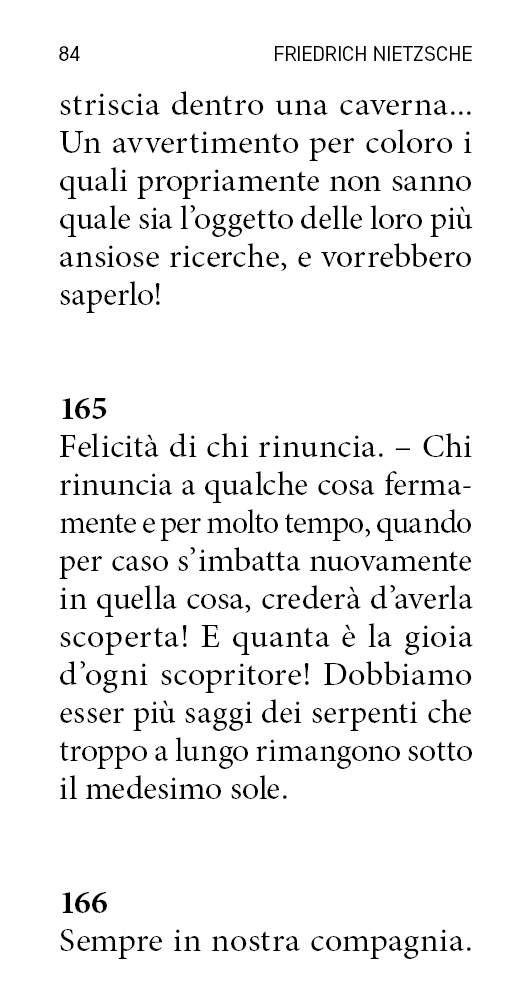 84 FRIEDRICH NIETZSCHE
striscia dentro una caverna...
Un avvertimento per coloro i
quali propriamente non sanno
quale sia l’oggetto delle loro più
ansiose ricerche, e vorrebbero
saperlo!
165
Felicità di chi rinuncia. – Chi
rinuncia a qualche cosa ferma-
mente e per molto tempo, quando
per caso s’imbatta nuovamente
in quella cosa, crederà d’averla
scoperta! E quanta è la gioia
d’ogni scopritore! Dobbiamo
esser più saggi dei serpenti che
troppo a lungo rimangono sotto
il medesimo sole.
166
Sempre in nostra compagnia.